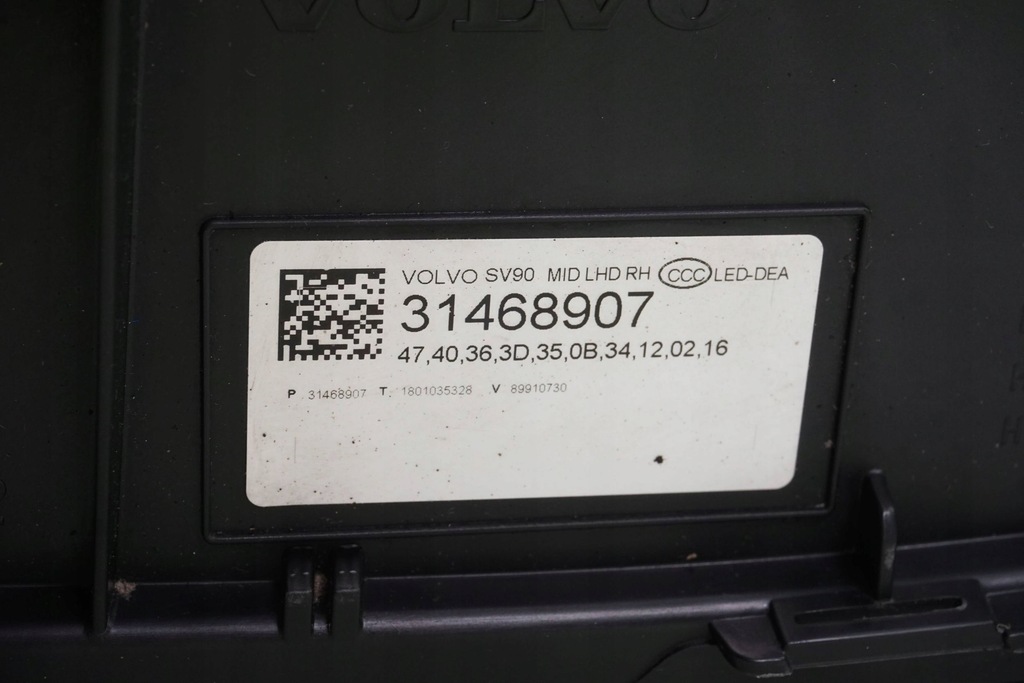 VOLVO
VOLVO SV90 MID LHD RH CCC LED-DEA
31468907
47,40,36,3D,35,0B,34,12,02,16
P 31468907 T 1801035328 V 89910730